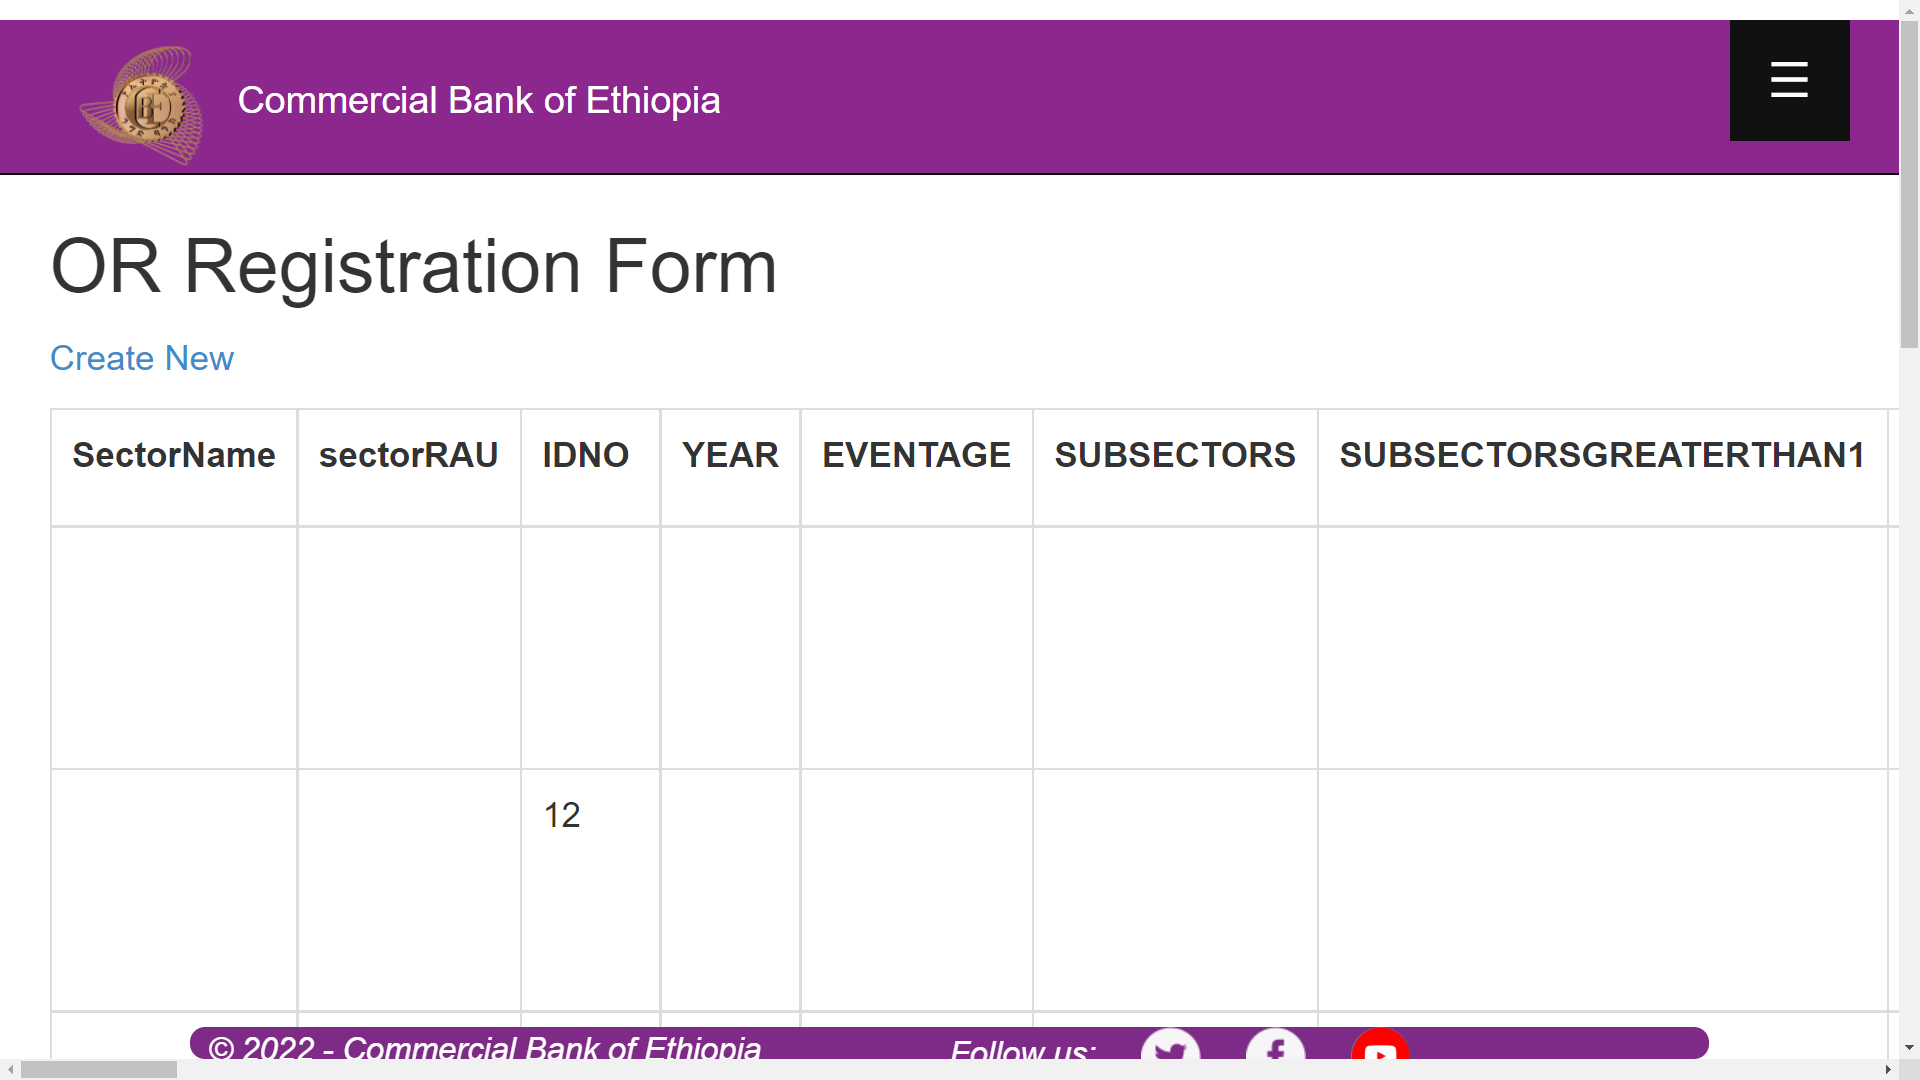 Commercial Bank of Ethiopia
OR Registration Form
Create New
SectorName sectorRAU IDNO YEAR EVENTAGE SUBSECTORS SUBSECTORSGREATERTHAN1
12
© 2022 - Commercial Bank of Ethiopia Follow us: